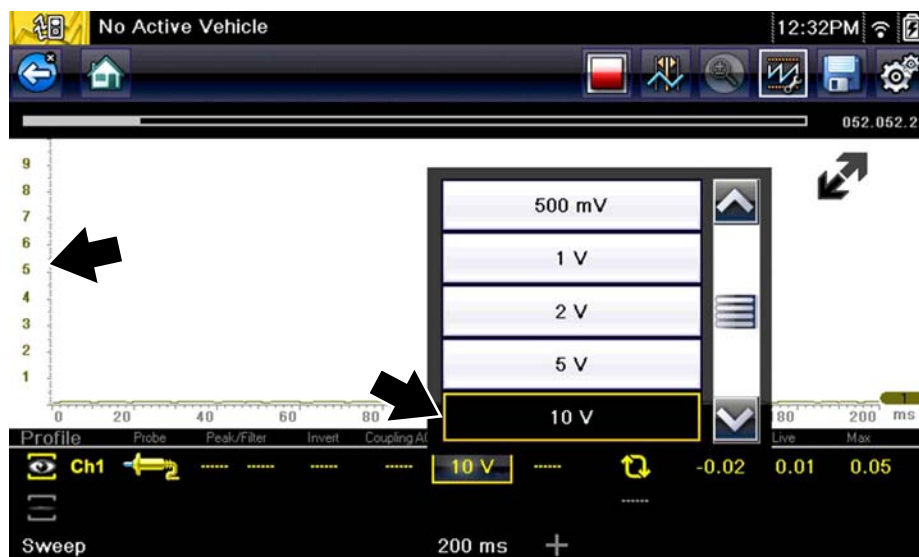 No Active Vehicle
12:32PM
052.052.2
9
8
7
6
5
4
3
2
1
500 mV
1 V
2 V
5 V
10 V
0 20 40 60 80 180 200 ms
1
Profile Probe Peak/Filter Invert Coupling Live Max
Ch1 ----- ----- ----- ----- 10 V ----- -0.02 0.01 0.05
-----
Sweep 200 ms +